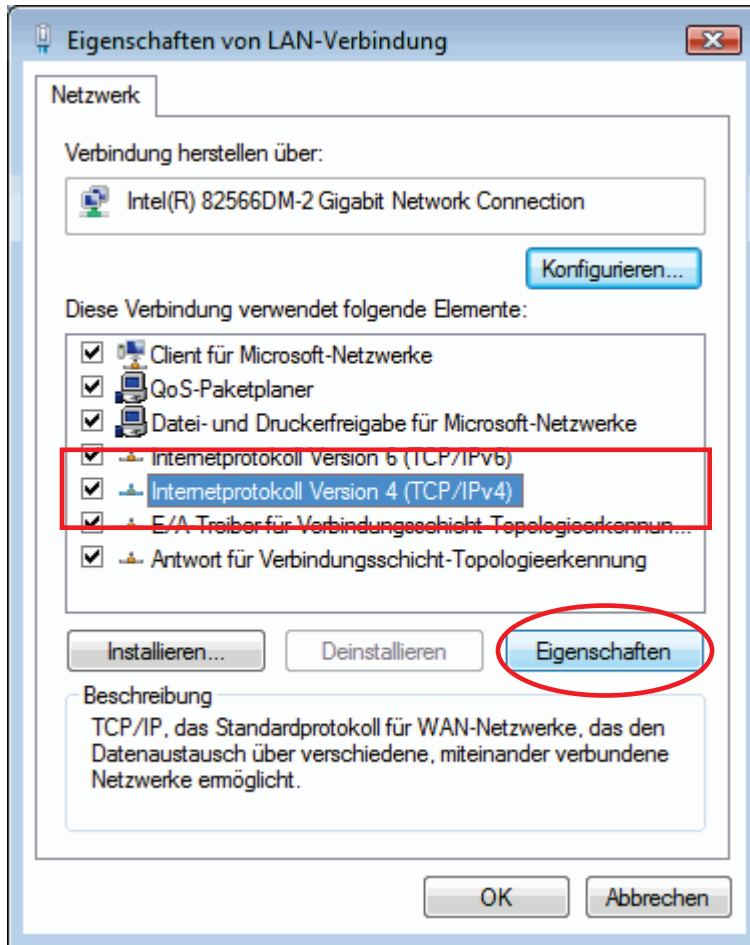 Eigenschaften von LAN-Verbindung
Netzwerk
Verbindung herstellen über:
Intel(R) 82566DM-2 Gigabit Network Connection
Konfigurieren...
Diese Verbindung verwendet folgende Elemente:
Client für Microsoft-Netzwerke
QoS-Paketplaner
Datei- und Druckerfreigabe für Microsoft-Netzwerke
Internetprotokoll Version 6 (TCP/IPv6)
Internetprotokoll Version 4 (TCP/IPv4)
E/A-Treiber für Verbindungsschicht-Topologieerkennun...
Antwort für Verbindungsschicht-Topologieerkennung
Installieren... Deinstallieren Eigenschaften
Beschreibung
TCP/IP, das Standardprotokoll für WAN-Netzwerke, das den
Datenaustausch über verschiedene, miteinander verbundene
Netzwerke ermöglicht.
OK Abbrechen